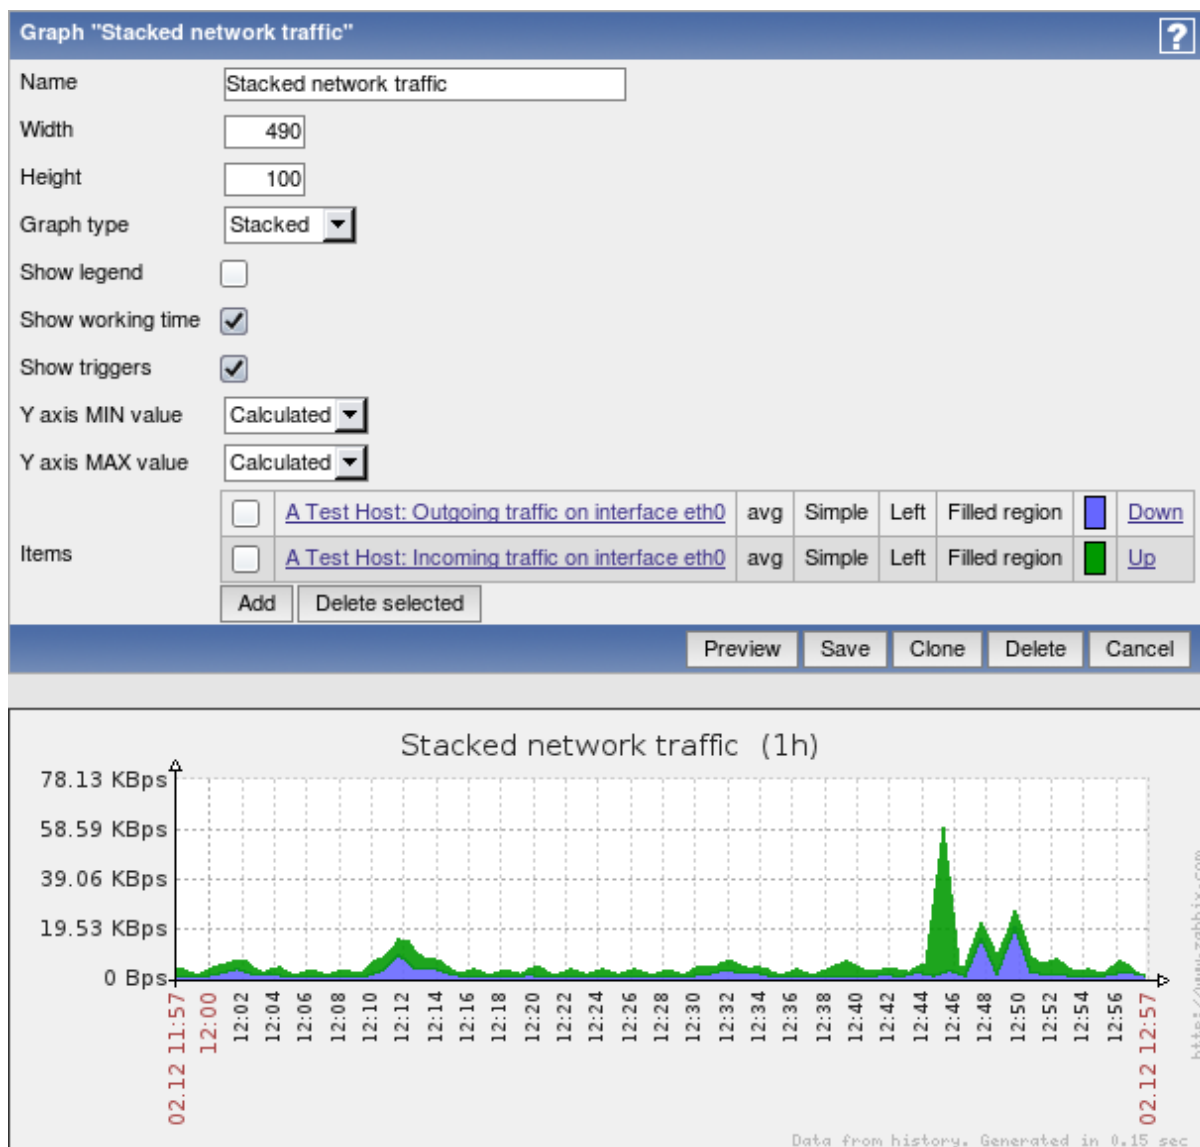 Graph "Stacked network traffic" ?
Name Stacked network traffic
Width 490
Height 100
Graph type Stacked
Show legend
Show working time
Show triggers
Y axis MIN value Calculated
Y axis MAX value Calculated
Items
A Test Host: Outgoing traffic on interface eth0 avg Simple Left Filled region Down
A Test Host: Incoming traffic on interface eth0 avg Simple Left Filled region Up
Add Delete selected
Preview Save Clone Delete Cancel
Stacked network traffic (1h)
78.13 KBps
58.59 KBps
39.06 KBps
19.53 KBps
0 Bps
02.12 11:57
12:00
12:02
12:04
12:06
12:08
12:10
12:12
12:14
12:16
12:18
12:20
12:22
12:24
12:26
12:28
12:30
12:32
12:34
12:36
12:38
12:40
12:42
12:44
12:46
12:48
12:50
12:52
12:54
12:56
02.12 12:57
http://www.zabbix.com
Data from history. Generated in 0.15 sec